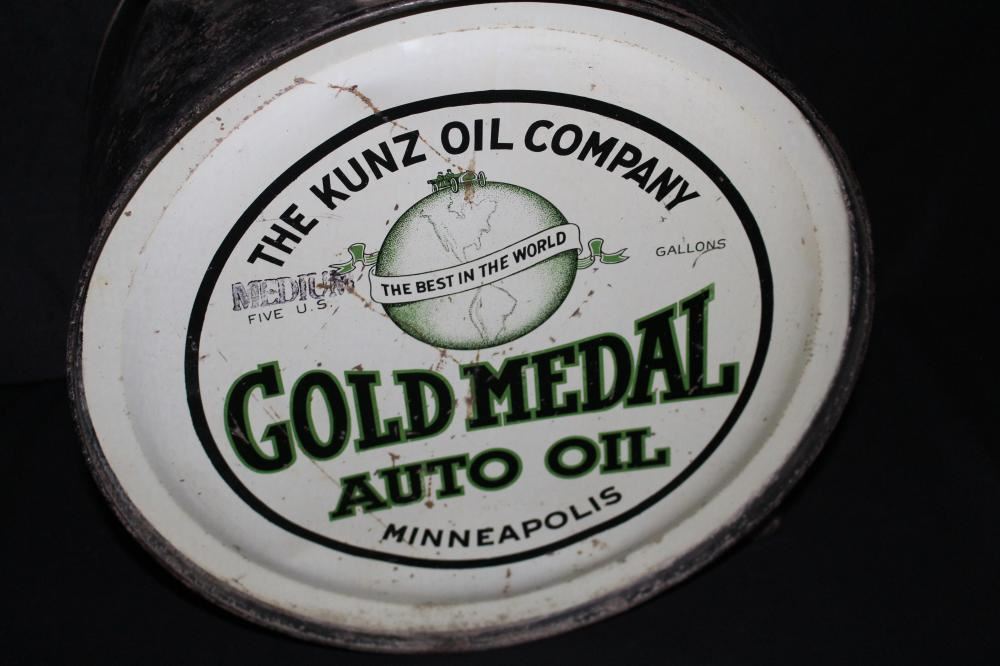 THE KUNZ OIL COMPANY
THE BEST IN THE WORLD
MEDIUM
FIVE U.S. GALLONS
GOLD MEDAL
AUTO OIL
MINNEAPOLIS